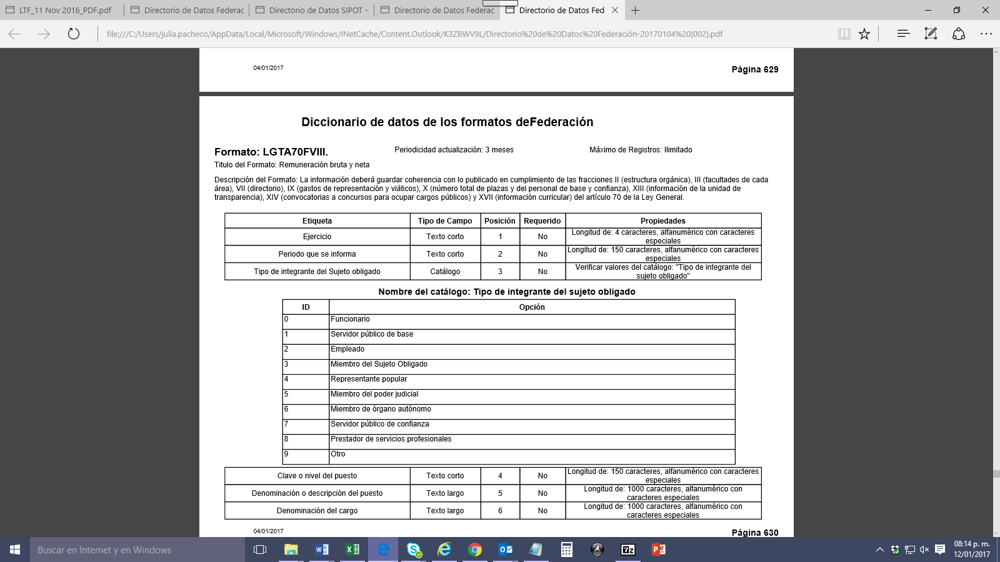 LTF_11 Nov 2016_PDF.pdf
Directorio de Datos Federac
Directorio de Datos SIPOT -
Directorio de Datos Federac
Directorio de Datos Fed
file:///C:/Users/julia.pacheco/AppData/Local/Microsoft/Windows/INetCache/Content.Outlook/K3ZBWV9L/Directorio%20de%20Datos%20Federación-20170104%20(002).pdf
04/01/2017 Página 629
Diccionario de datos de los formatos deFederación
Formato: LGTA70FVIII. Periodicidad actualización: 3 meses Máximo de Registros: Ilimitado
Titulo del Formato: Remuneración bruta y neta
Descripción del Formato: La información deberá guardar coherencia con lo publicado en cumplimiento de las fracciones II (estructura orgánica), III (facultades de cada
área), VII (directorio), IX (gastos de representación y viáticos), X (número total de plazas y del personal de base y confianza), XIII (información de la unidad de
transparencia), XIV (convocatorias a concursos para ocupar cargos públicos) y XVII (información curricular) del artículo 70 de la Ley General.
Etiqueta Tipo de Campo Posición Requerido Propiedades
Ejercicio Texto corto 1 No Longitud de: 4 caracteres, alfanumérico con caracteres
especiales
Periodo que se informa Texto corto 2 No Longitud de: 150 caracteres, alfanumérico con caracteres
especiales
Tipo de integrante del Sujeto obligado Catálogo 3 No Verificar valores del catálogo: "Tipo de integrante del
sujeto obligado"
Nombre del catálogo: Tipo de integrante del sujeto obligado
ID Opción
0 Funcionario
1 Servidor público de base
2 Empleado
3 Miembro del Sujeto Obligado
4 Representante popular
5 Miembro del poder judicial
6 Miembro de órgano autónomo
7 Servidor público de confianza
8 Prestador de servicios profesionales
9 Otro
Clave o nivel del puesto Texto corto 4 No Longitud de: 150 caracteres, alfanumérico con caracteres
especiales
Denominación o descripción del puesto Texto largo 5 No Longitud de: 1000 caracteres, alfanumérico con
caracteres especiales
Denominación del cargo Texto largo 6 No Longitud de: 1000 caracteres, alfanumérico con
caracteres especiales
04/01/2017 Página 630
Buscar en Internet y en Windows
08:14 p. m.
12/01/2017